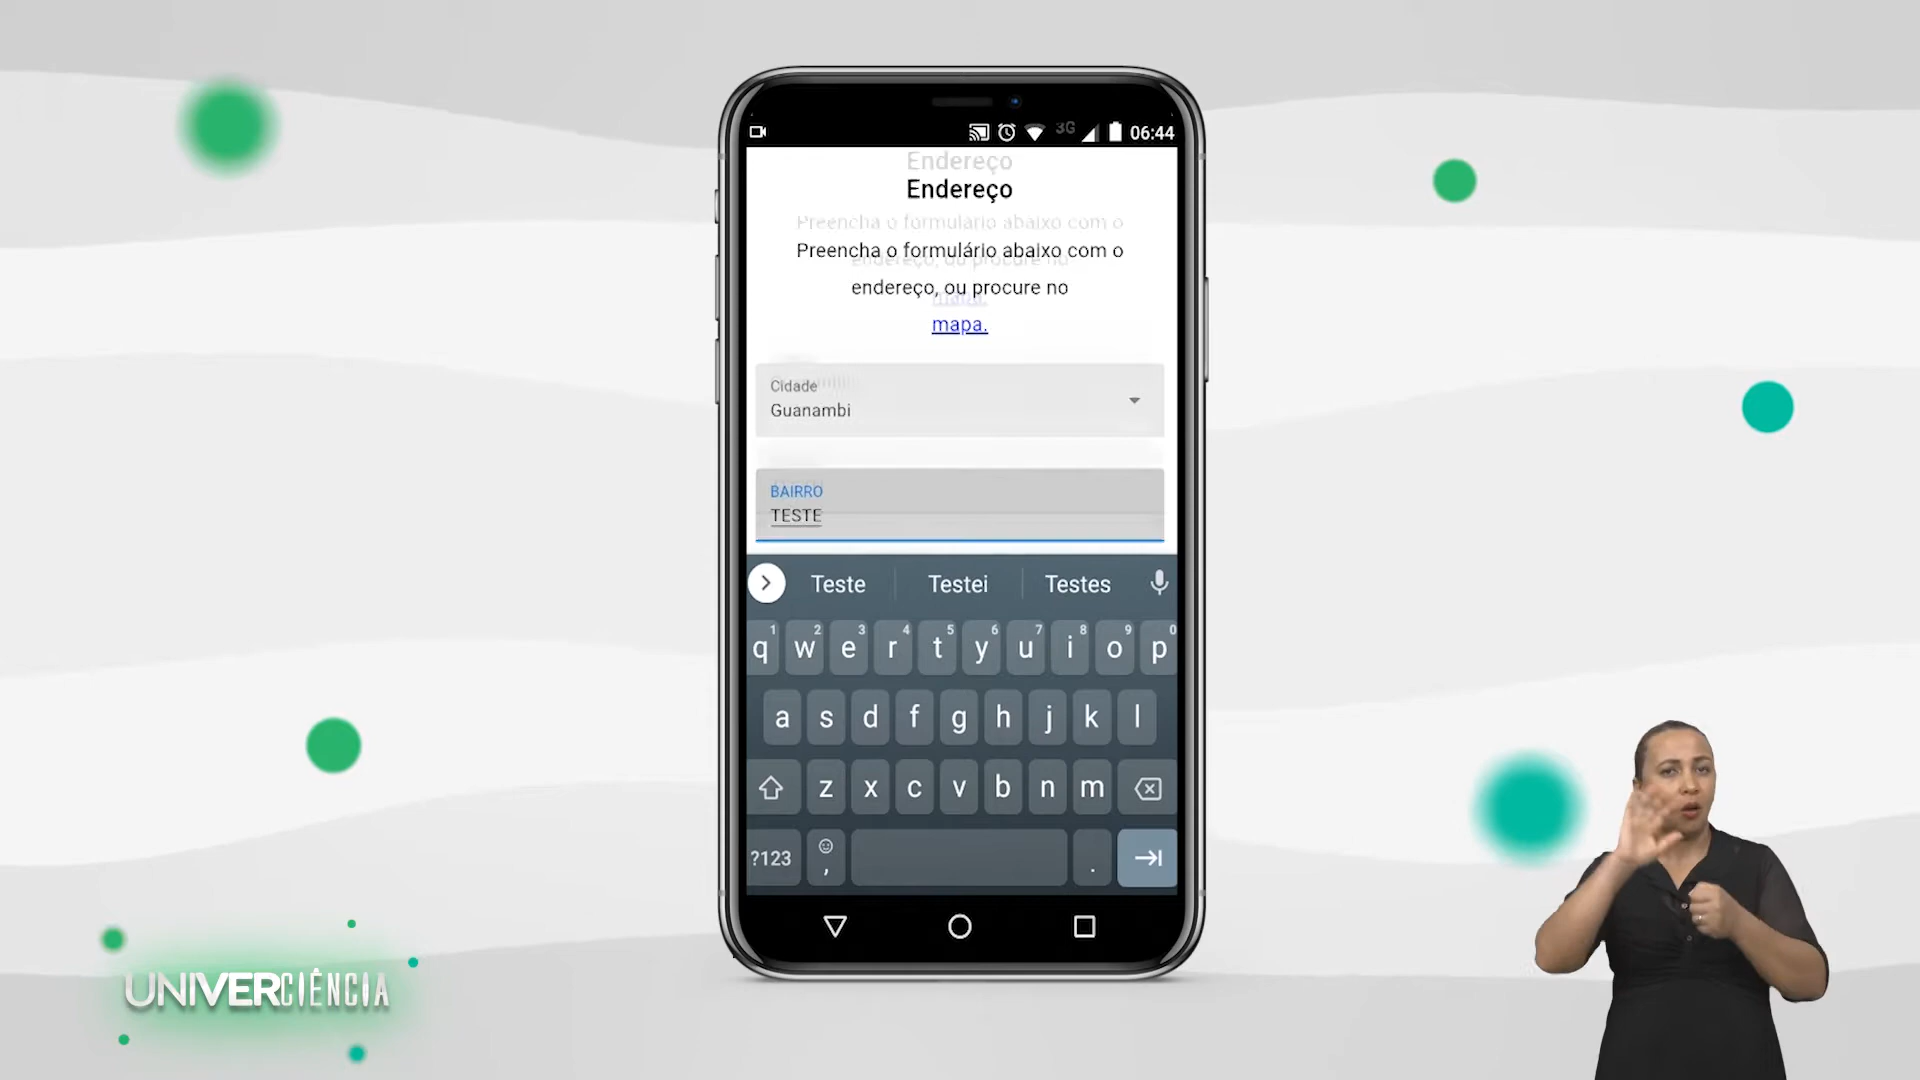 3G 06:44
Endereço
Endereço
Preencha o formulário abaixo com o
Preencha o formulário abaixo com o
endereço, ou procure no
endereço, ou procure no
mapa.
mapa.
Cidade
Guanambi
BAIRRO
TESTE
Teste Testei Testes
1 2 3 4 5 6 7 8 9 0
q w e r t y u i o p
a s d f g h j k l
z x c v b n m
?123 , .
UNIVERCIÊNCIA